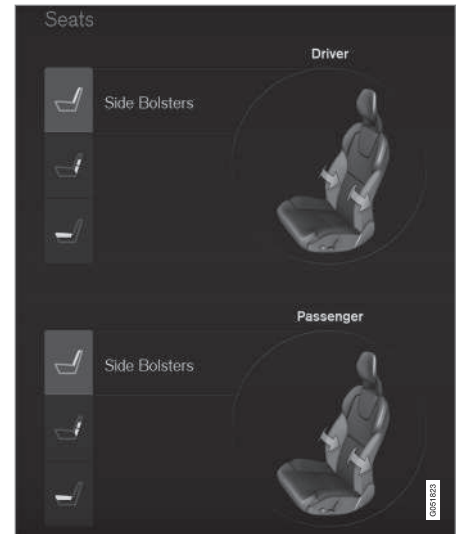 Seats
Driver
Side Bolsters
Passenger
Side Bolsters
G051823